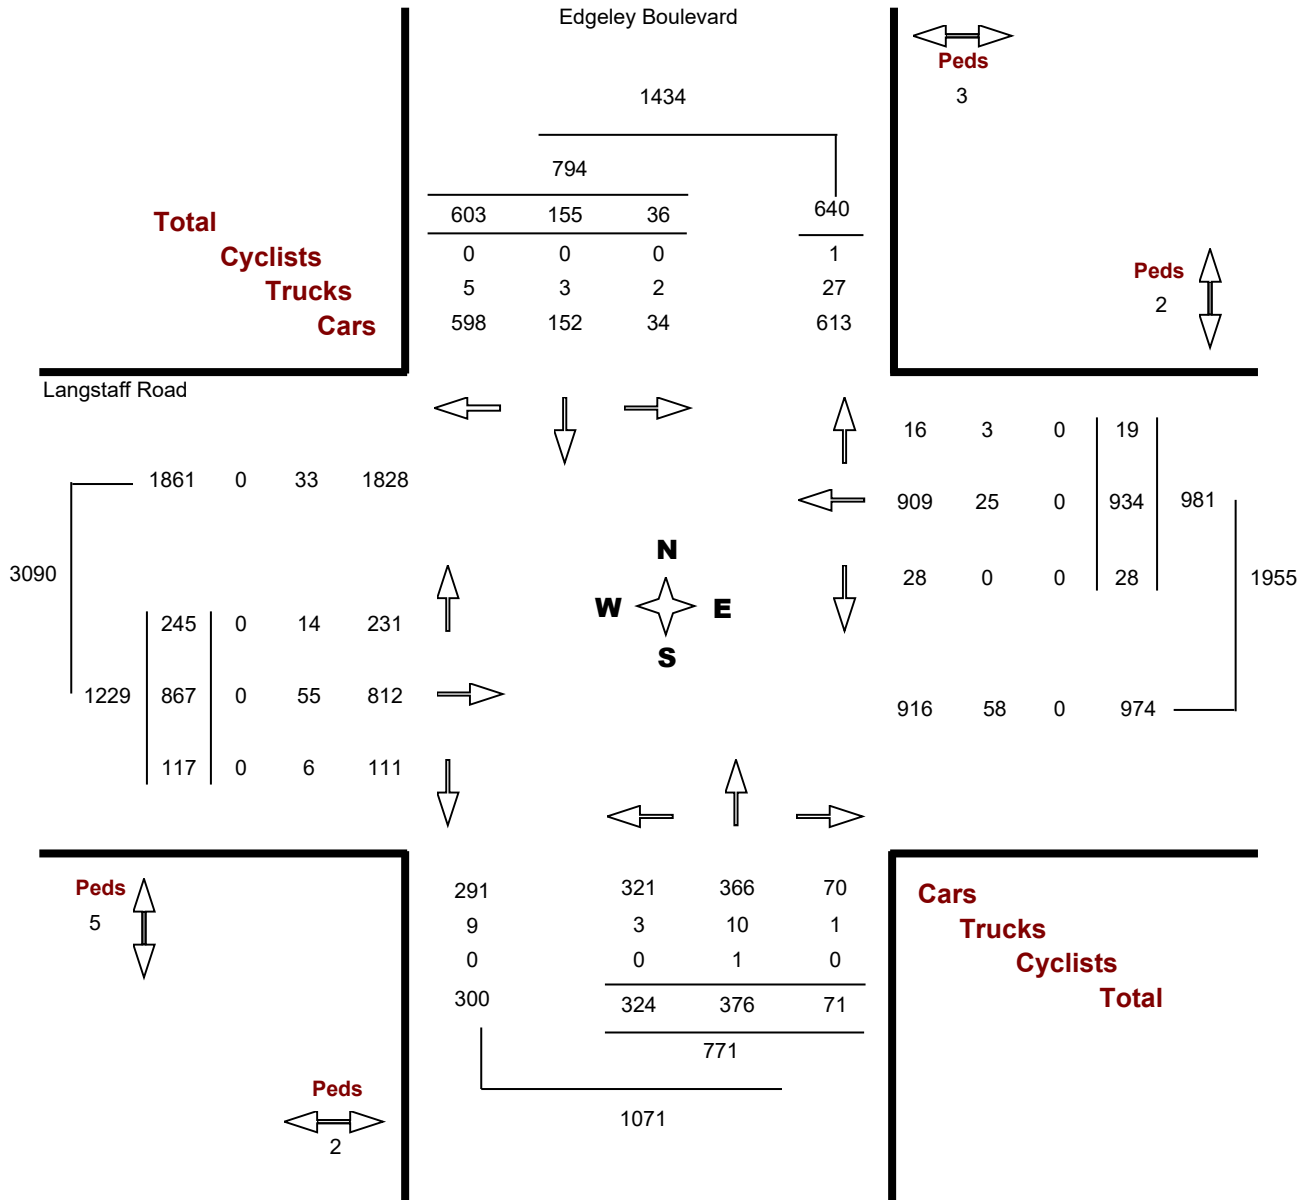 Edgeley Boulevard
Peds
3
1434
794
Total 603 155 36 640
Cyclists 0 0 0 1
Trucks 5 3 2 27
Cars 598 152 34 613
Peds
2
Langstaff Road
16 3 0 19
1861 0 33 1828
909 25 0 934 981
N
3090
28 0 0 28 1955
W E
245 0 14 231
S
1229 867 0 55 812
916 58 0 974
117 0 6 111
Peds
5
291 321 366 70 Cars
9 3 10 1 Trucks
0 0 1 0 Cyclists
300 324 376 71 Total
771
Peds
2
1071